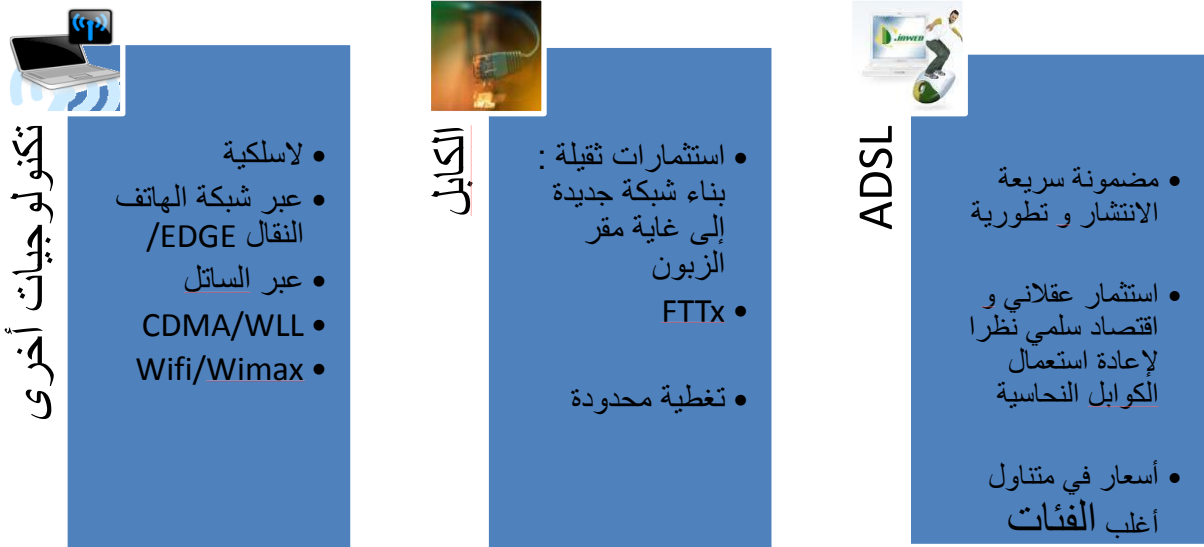 ADSL
• مضمونة سريعة
الانتشار و تطورية
• استثمار عقلاني و
اقتصاد سلمي نظرا
لإعادة استعمال
الكوابل النحاسية
• أسعار في متناول
أغلب الفئات
الكابل
• استثمارات ثقيلة :
بناء شبكة جديدة
إلى غاية مقر
الزبون
• FTTx
• تغطية محدودة
تكنولوجيات أخرى
• لاسلكية
• عبر شبكة الهاتف
النقال EDGE/
• عبر الساتل
• CDMA/WLL
• Wifi/Wimax